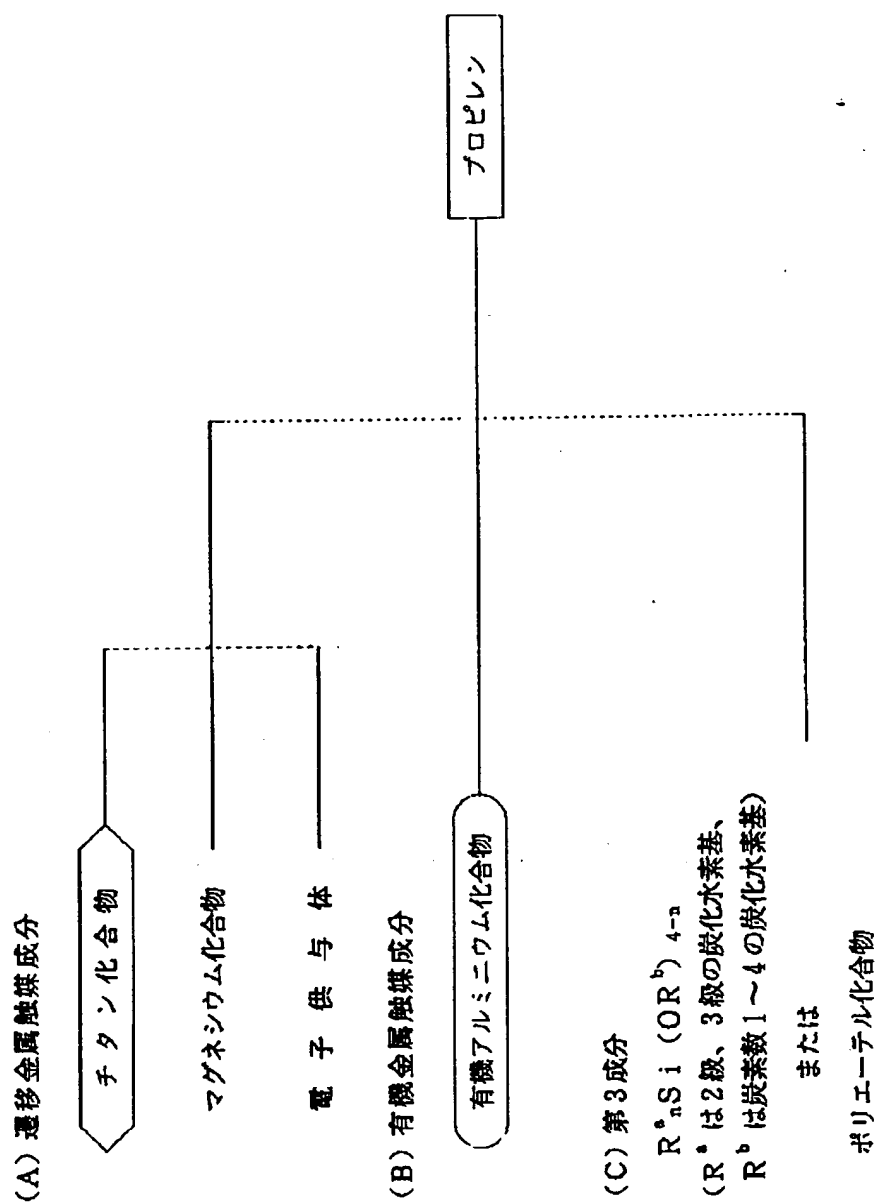 (A) 遷移金属触媒成分
チタン化合物
マグネシウム化合物
電子供与体
(B) 有機金属触媒成分
有機アルミニウム化合物
(C) 第3成分
RᵃₙSi(ORᵇ)₄₋ₙ
(Rᵃは2級、3級の炭化水素基、
Rᵇは炭素数1〜4の炭化水素基)
または
ポリエーテル化合物
プロピレン